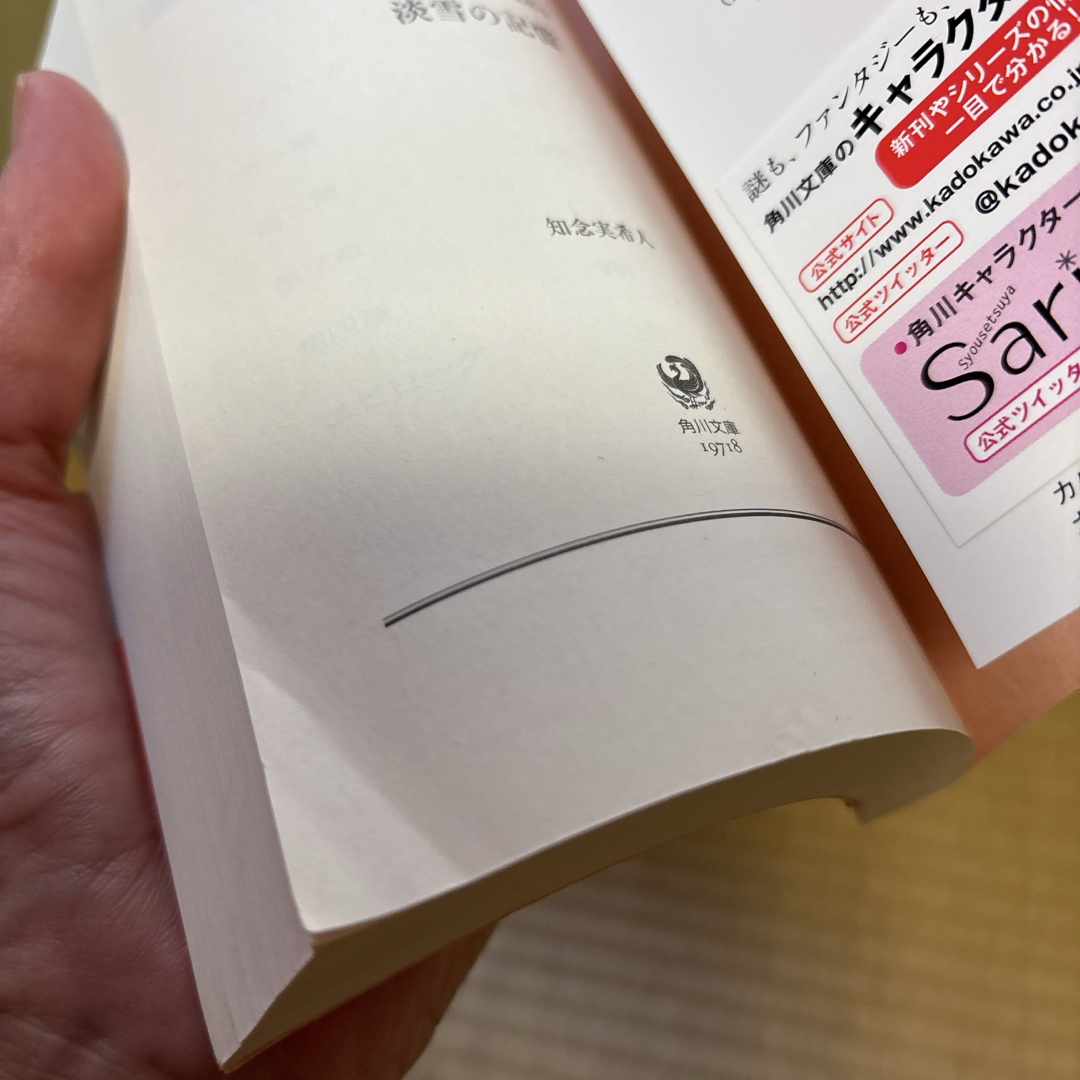 淡雪の記憶
知念実希人
角川文庫
19718
謎も、ファンタジーも、
角川文庫のキャラクタ
新刊やシリーズの情
一目で分かる!
公式サイト
http://www.kadokawa.co.j
公式ツイッター
@kadok
角川キャラクター
Syousetsuya
Sar
公式ツイッタ